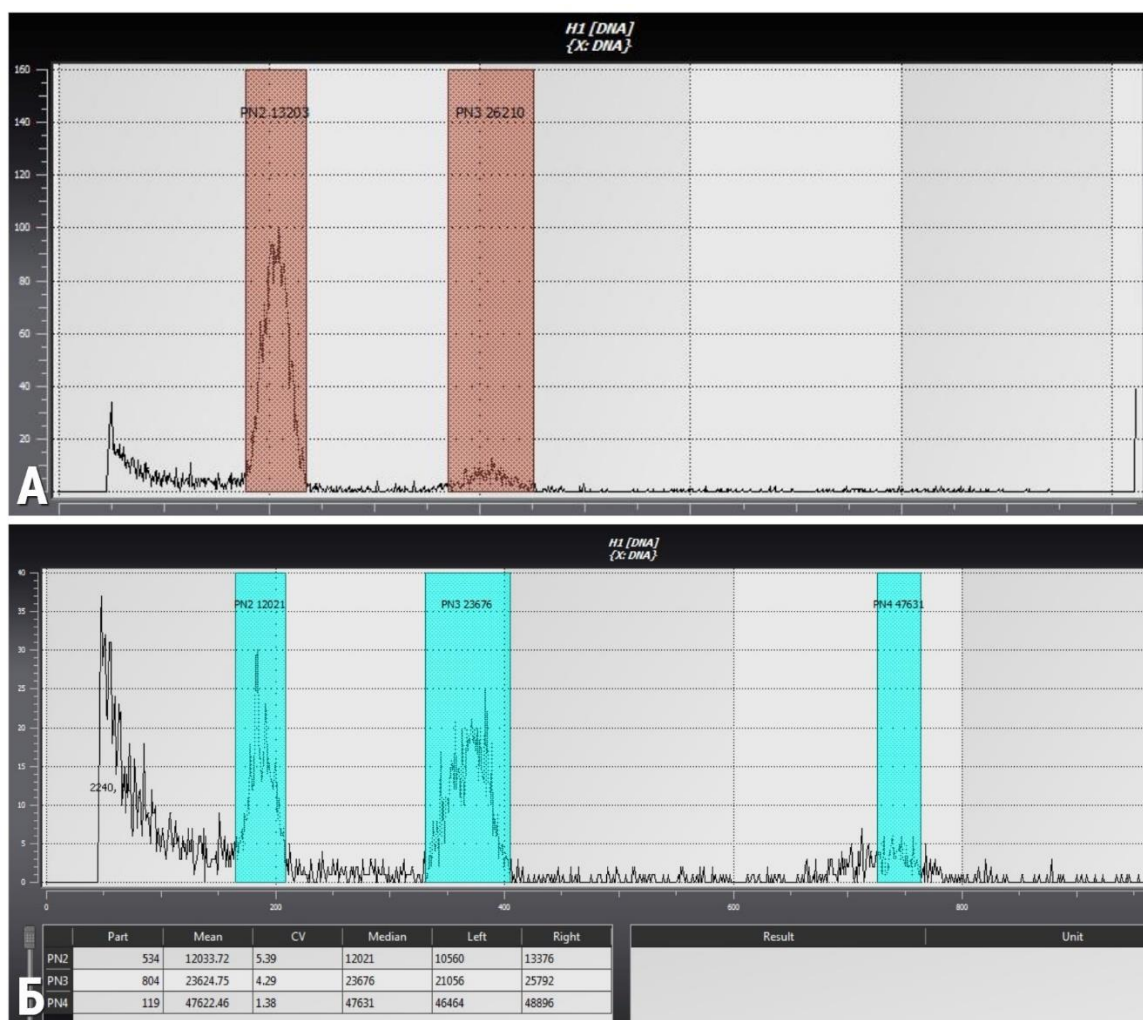 H1 [DNA]
{X: DNA}
160
140
120
100
80
60
40
20
PN2 13203
PN3 26210
А
H1 [DNA]
{X: DNA}
40
35
30
25
20
15
10
5
0
PN2 12021
PN3 23676
PN4 47631
2240,
0 200 400 600 800
Part Mean CV Median Left Right
PN2 534 12033.72 5.39 12021 10560 13376
PN3 804 23624.75 4.29 23676 21056 25792
PN4 119 47622.46 1.38 47631 46464 48896
Result Unit
Б